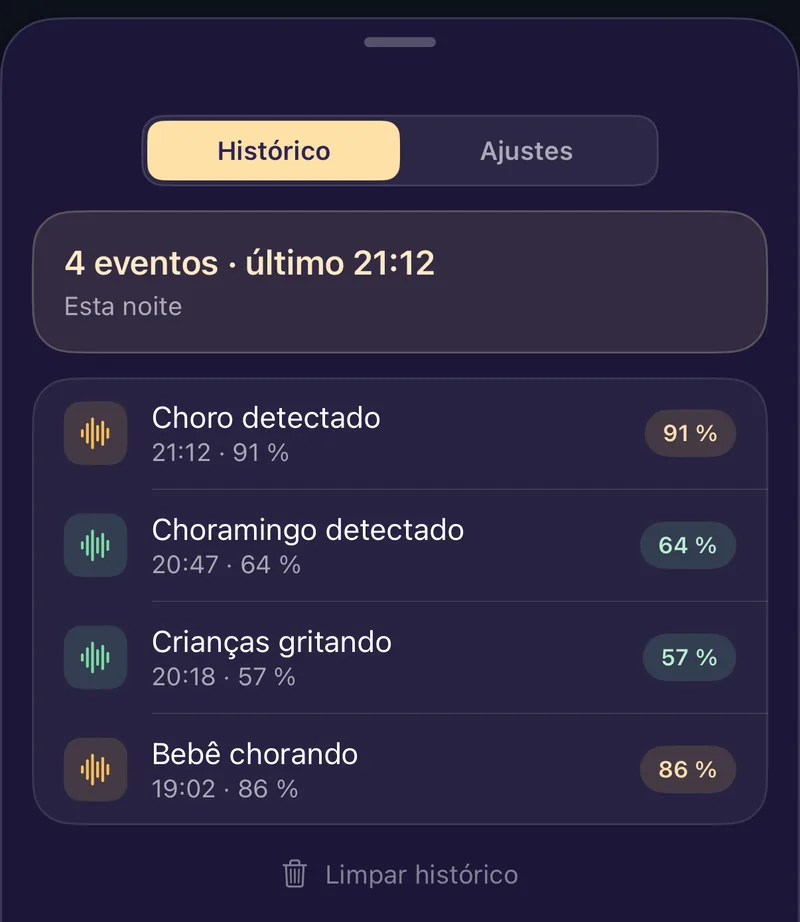 Histórico
Ajustes
4 eventos · último 21:12
Esta noite
Choro detectado
21:12 · 91 %
91 %
Choramingo detectado
20:47 · 64 %
64 %
Crianças gritando
20:18 · 57 %
57 %
Bebê chorando
19:02 · 86 %
86 %
Limpar histórico